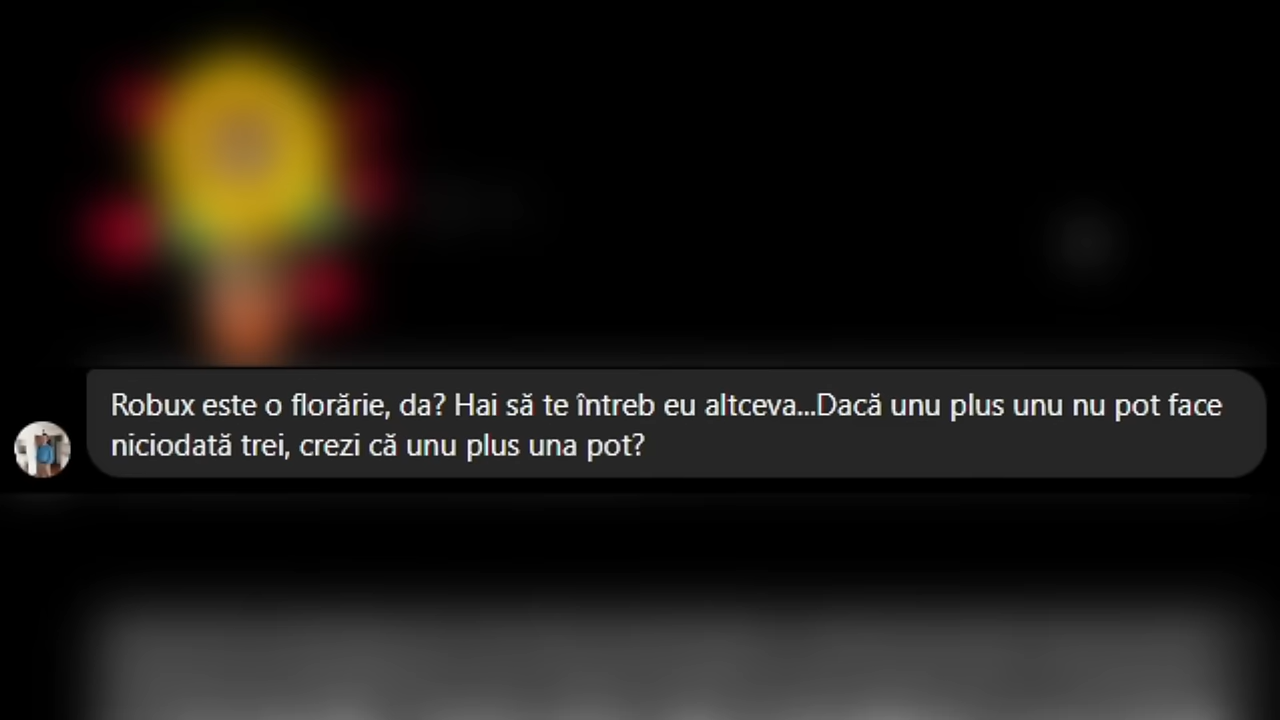 Robux este o florărie, da? Hai să te întreb eu altceva...Dacă unu plus unu nu pot face
niciodată trei, crezi că unu plus una pot?